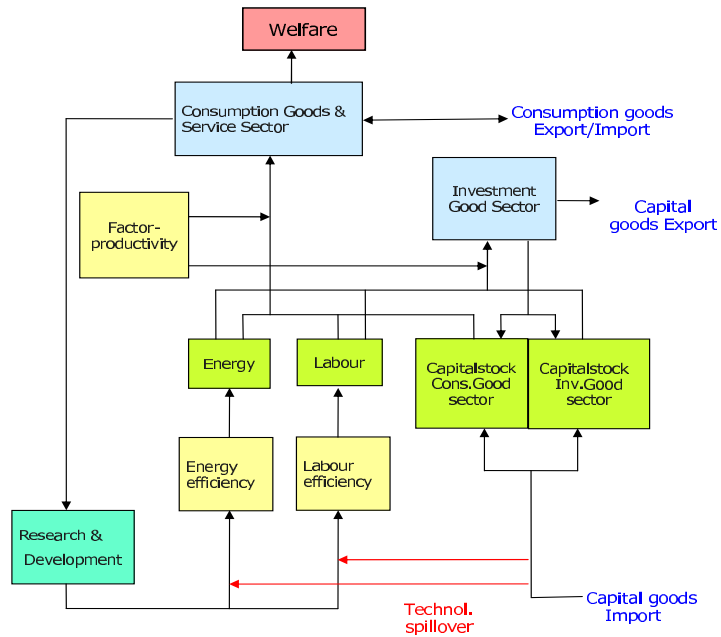 Welfare
Consumption Goods &
Service Sector
Consumption goods
Export/Import
Investment
Good Sector
Capital
goods Export
Factor-
productivity
Energy
Labour
Capitalstock
Cons.Good
sector
Capitalstock
Inv.Good
sector
Energy
efficiency
Labour
efficiency
Research &
Development
Technol.
spillover
Capital goods
Import